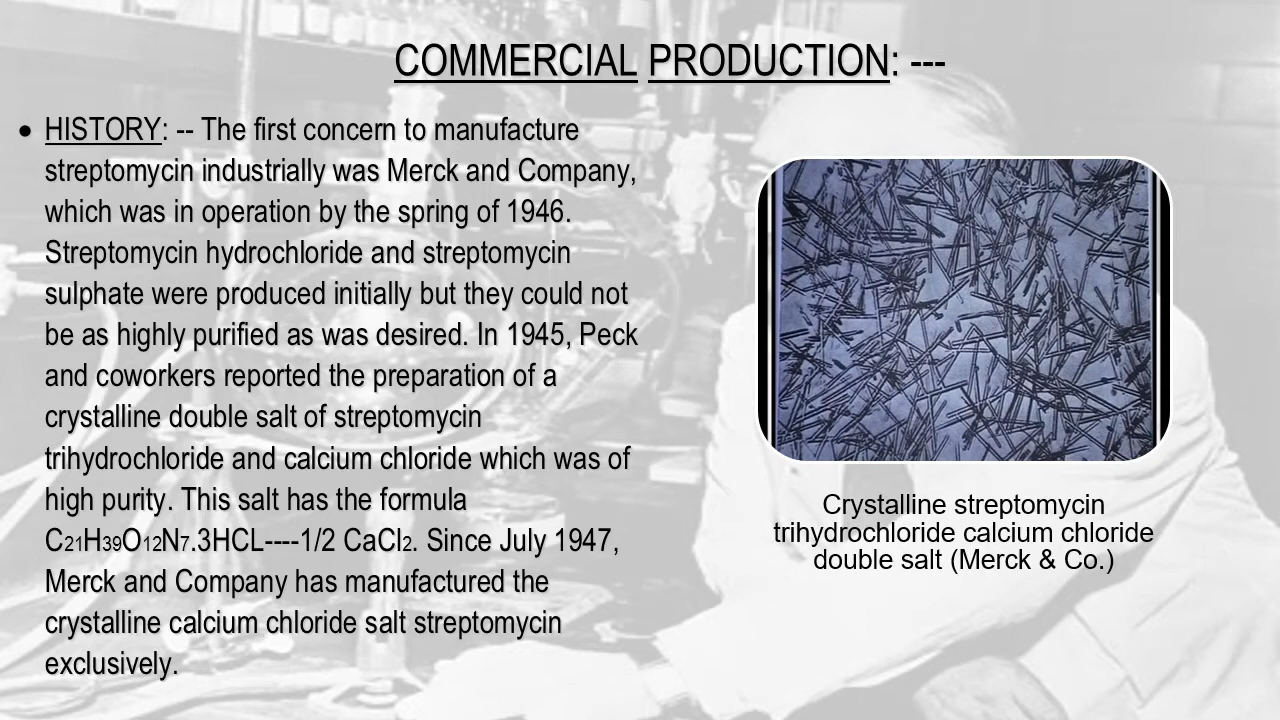 COMMERCIAL PRODUCTION: ---
• HISTORY: -- The first concern to manufacture
streptomycin industrially was Merck and Company,
which was in operation by the spring of 1946.
Streptomycin hydrochloride and streptomycin
sulphate were produced initially but they could not
be as highly purified as was desired. In 1945, Peck
and coworkers reported the preparation of a
crystalline double salt of streptomycin
trihydrochloride and calcium chloride which was of
high purity. This salt has the formula
C21H39O12N7.3HCL----1/2 CaCl2. Since July 1947,
Merck and Company has manufactured the
crystalline calcium chloride salt streptomycin
exclusively.
Crystalline streptomycin
trihydrochloride calcium chloride
double salt (Merck & Co.)